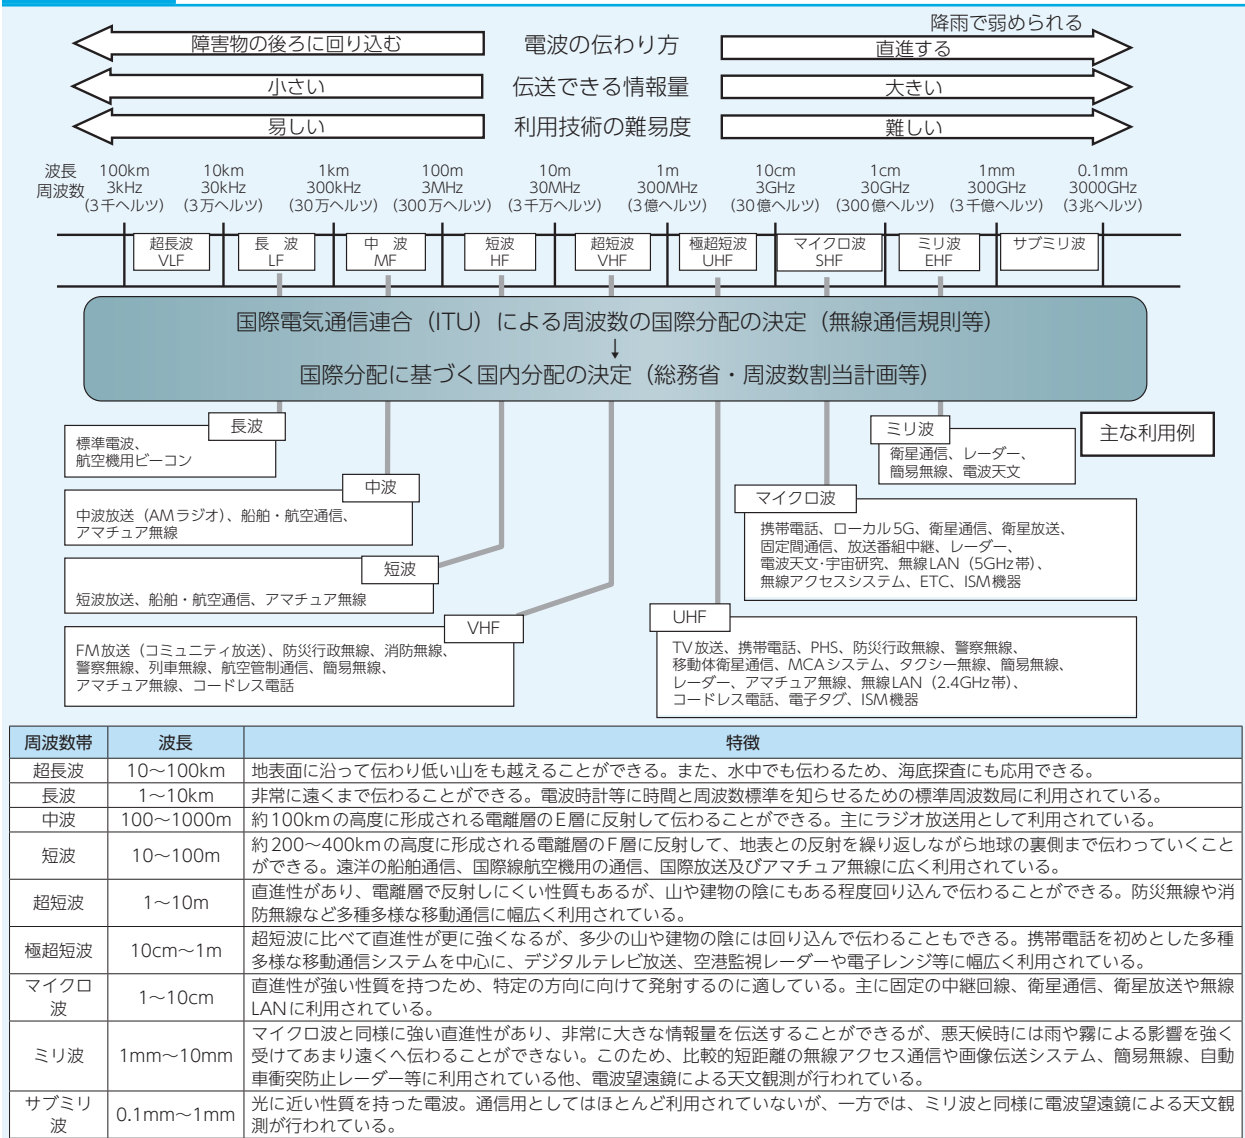 降雨で弱められる
障害物の後ろに回り込む 電波の伝わり方 直進する
小さい 伝送できる情報量 大きい
易しい 利用技術の難易度 難しい
波長 100km 10km 1km 100m 10m 1m 10cm 1cm 1mm 0.1mm
周波数 3kHz 30kHz 300kHz 3MHz 30MHz 300MHz 3GHz 30GHz 300GHz 3000GHz
(3千ヘルツ) (3万ヘルツ) (30万ヘルツ) (300万ヘルツ) (3千万ヘルツ) (3億ヘルツ) (30億ヘルツ) (300億ヘルツ) (3千億ヘルツ) (3兆ヘルツ)
超長波 長 波 中 波 短波 超短波 極超短波 マイクロ波 ミリ波 サブミリ波
VLF LF MF HF VHF UHF SHF EHF
国際電気通信連合（ITU）による周波数の国際分配の決定（無線通信規則等）
↓
国際分配に基づく国内分配の決定（総務省・周波数割当計画等）
長波
標準電波、
航空機用ビーコン
中波
中波放送（AMラジオ）、船舶・航空通信、
アマチュア無線
短波
短波放送、船舶・航空通信、アマチュア無線
VHF
FM放送（コミュニティ放送）、防災行政無線、消防無線、
警察無線、列車無線、航空管制通信、簡易無線、
アマチュア無線、コードレス電話
主な利用例
ミリ波
衛星通信、レーダー、
簡易無線、電波天文
マイクロ波
携帯電話、ローカル5G、衛星通信、衛星放送、
固定間通信、放送番組中継、レーダー、
電波天文・宇宙研究、無線LAN（5GHz帯）、
無線アクセスシステム、ETC、ISM機器
UHF
TV放送、携帯電話、PHS、防災行政無線、警察無線、
移動体衛星通信、MCAシステム、タクシー無線、簡易無線、
レーダー、アマチュア無線、無線LAN（2.4GHz帯）、
コードレス電話、電子タグ、ISM機器
周波数帯 波長 特徴
超長波 10～100km 地表面に沿って伝わり低い山をも越えることができる。また、水中でも伝わるため、海底探査にも応用できる。
長波 1～10km 非常に遠くまで伝わることができる。電波時計等に時間と周波数標準を知らせるための標準周波数局に利用されている。
中波 100～1000m 約100kmの高度に形成される電離層のE層に反射して伝わることができる。主にラジオ放送用として利用されている。
短波 10～100m 約200～400kmの高度に形成される電離層のF層に反射して、地表との反射を繰り返しながら地球の裏側まで伝わっていくこと
ができる。遠洋の船舶通信、国際線航空機用の通信、国際放送及びアマチュア無線に広く利用されている。
超短波 1～10m 直進性があり、電離層で反射しにくい性質もあるが、山や建物の陰にもある程度回り込んで伝わることができる。防災無線や消
防無線など多種多様な移動通信に幅広く利用されている。
極超短波 10cm～1m 超短波に比べて直進性が更に強くなるが、多少の山や建物の陰には回り込んで伝わることもできる。携帯電話を初めとした多種
多様な移動通信システムを中心に、デジタルテレビ放送、空港監視レーダーや電子レンジ等に幅広く利用されている。
マイクロ
波 1～10cm 直進性が強い性質を持つため、特定の方向に向けて発射するのに適している。主に固定の中継回線、衛星通信、衛星放送や無線
LANに利用されている。
ミリ波 1mm～10mm マイクロ波と同様に強い直進性があり、非常に大きな情報量を伝送することができるが、悪天候時には雨や霧による影響を強く
受けてあまり遠くへ伝わることができない。このため、比較的短距離の無線アクセス通信や画像伝送システム、簡易無線、自動
車衝突防止レーダー等に利用されている他、電波望遠鏡による天文観測が行われている。
サブミリ
波 0.1mm～1mm 光に近い性質を持った電波。通信用としてはほとんど利用されていないが、一方では、ミリ波と同様に電波望遠鏡による天文観
測が行われている。